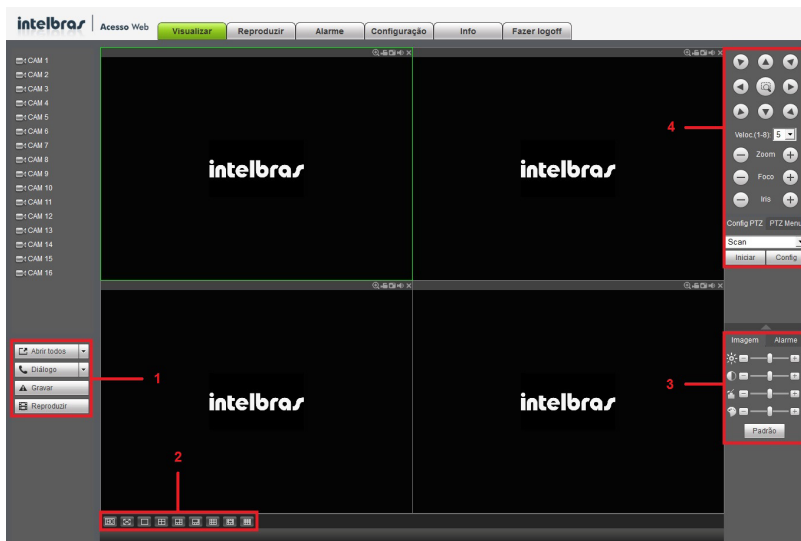 intelbras Acesso Web Visualizar Reproduzir Alarme Configuração Info Fazer logoff
CAM 1
CAM 2
CAM 3
CAM 4
CAM 5
CAM 6
CAM 7
CAM 8
CAM 9
CAM 10
CAM 11
CAM 12
CAM 13
CAM 14
CAM 15
CAM 16
Abrir todos
Diálogo
Gravar
Reproduzir
1
intelbras
intelbras
intelbras
intelbras
2
4
Veloc.(1-8): 5
Zoom
Foco
Iris
Config PTZ PTZ Menu
Scan
Iniciar Config
3
Imagem Alarme
Padrão